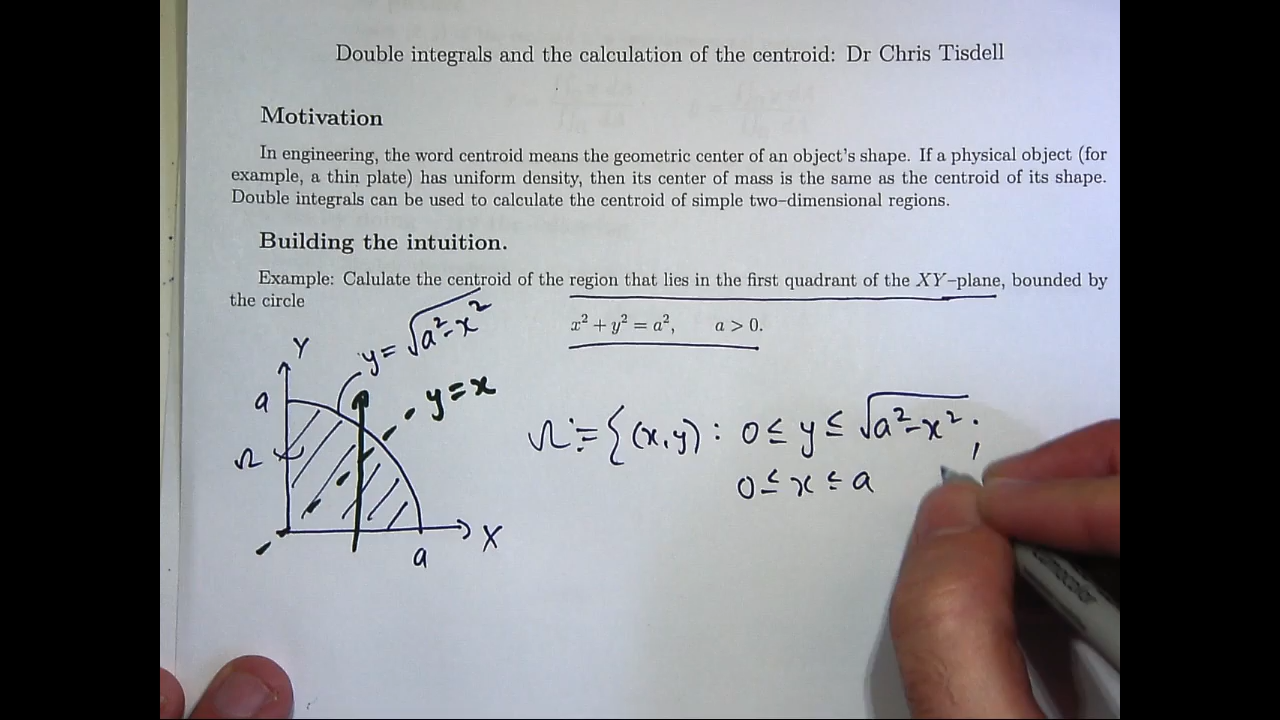 Double integrals and the calculation of the centroid: Dr Chris Tisdell
Motivation
In engineering, the word centroid means the geometric center of an object's shape. If a physical object (for
example, a thin plate) has uniform density, then its center of mass is the same as the centroid of its shape.
Double integrals can be used to calculate the centroid of simple two–dimensional regions.
Building the intuition.
Example: Calulate the centroid of the region that lies in the first quadrant of the XY–plane, bounded by
the circle
x² + y² = a², a > 0.
y = √(a²-x²)
Y
a
y = x
Ω
X
a
Ω := {(x,y) : 0 ≤ y ≤ √(a²-x²) ;
0 ≤ x ≤ a